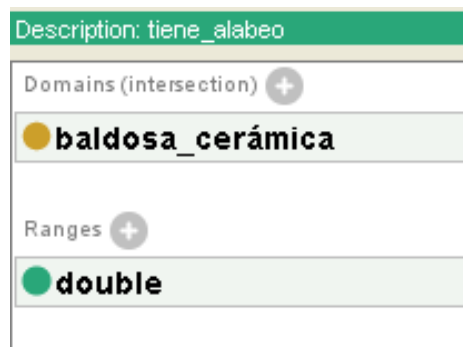 Description: tiene_alabeo
Domains (intersection)
baldosa_cerámica
Ranges
double